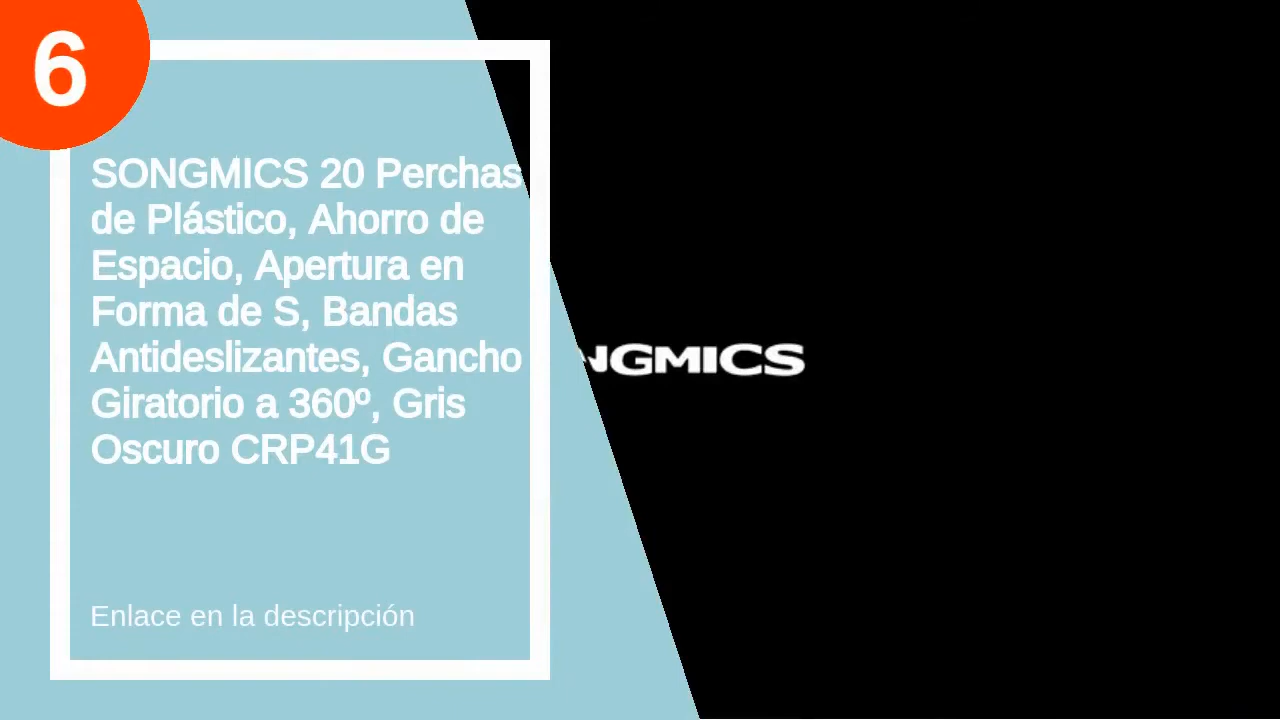 6
SONGMICS 20 Perchas
de Plástico, Ahorro de
Espacio, Apertura en
Forma de S, Bandas
Antideslizantes, Gancho
Giratorio a 360º, Gris
Oscuro CRP41G
NGMICS
Enlace en la descripción